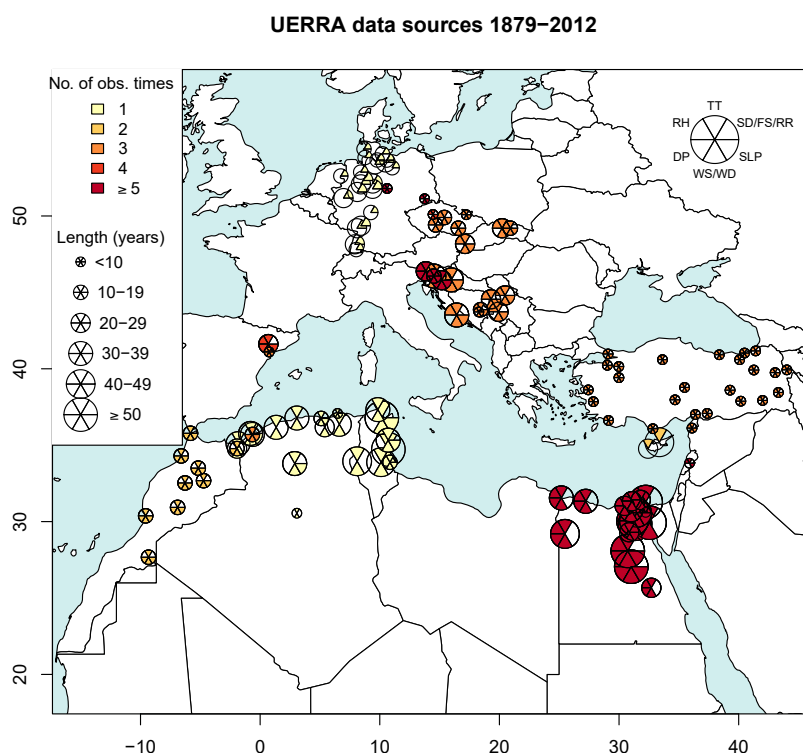 UERRA data sources 1879−2012
No. of obs. times
1
2
3
4
≥ 5
Length (years)
<10
10−19
20−29
30−39
40−49
≥ 50
TT
RH
SD/FS/RR
DP
SLP
WS/WD
50
40
30
20
−10
0
10
20
30
40